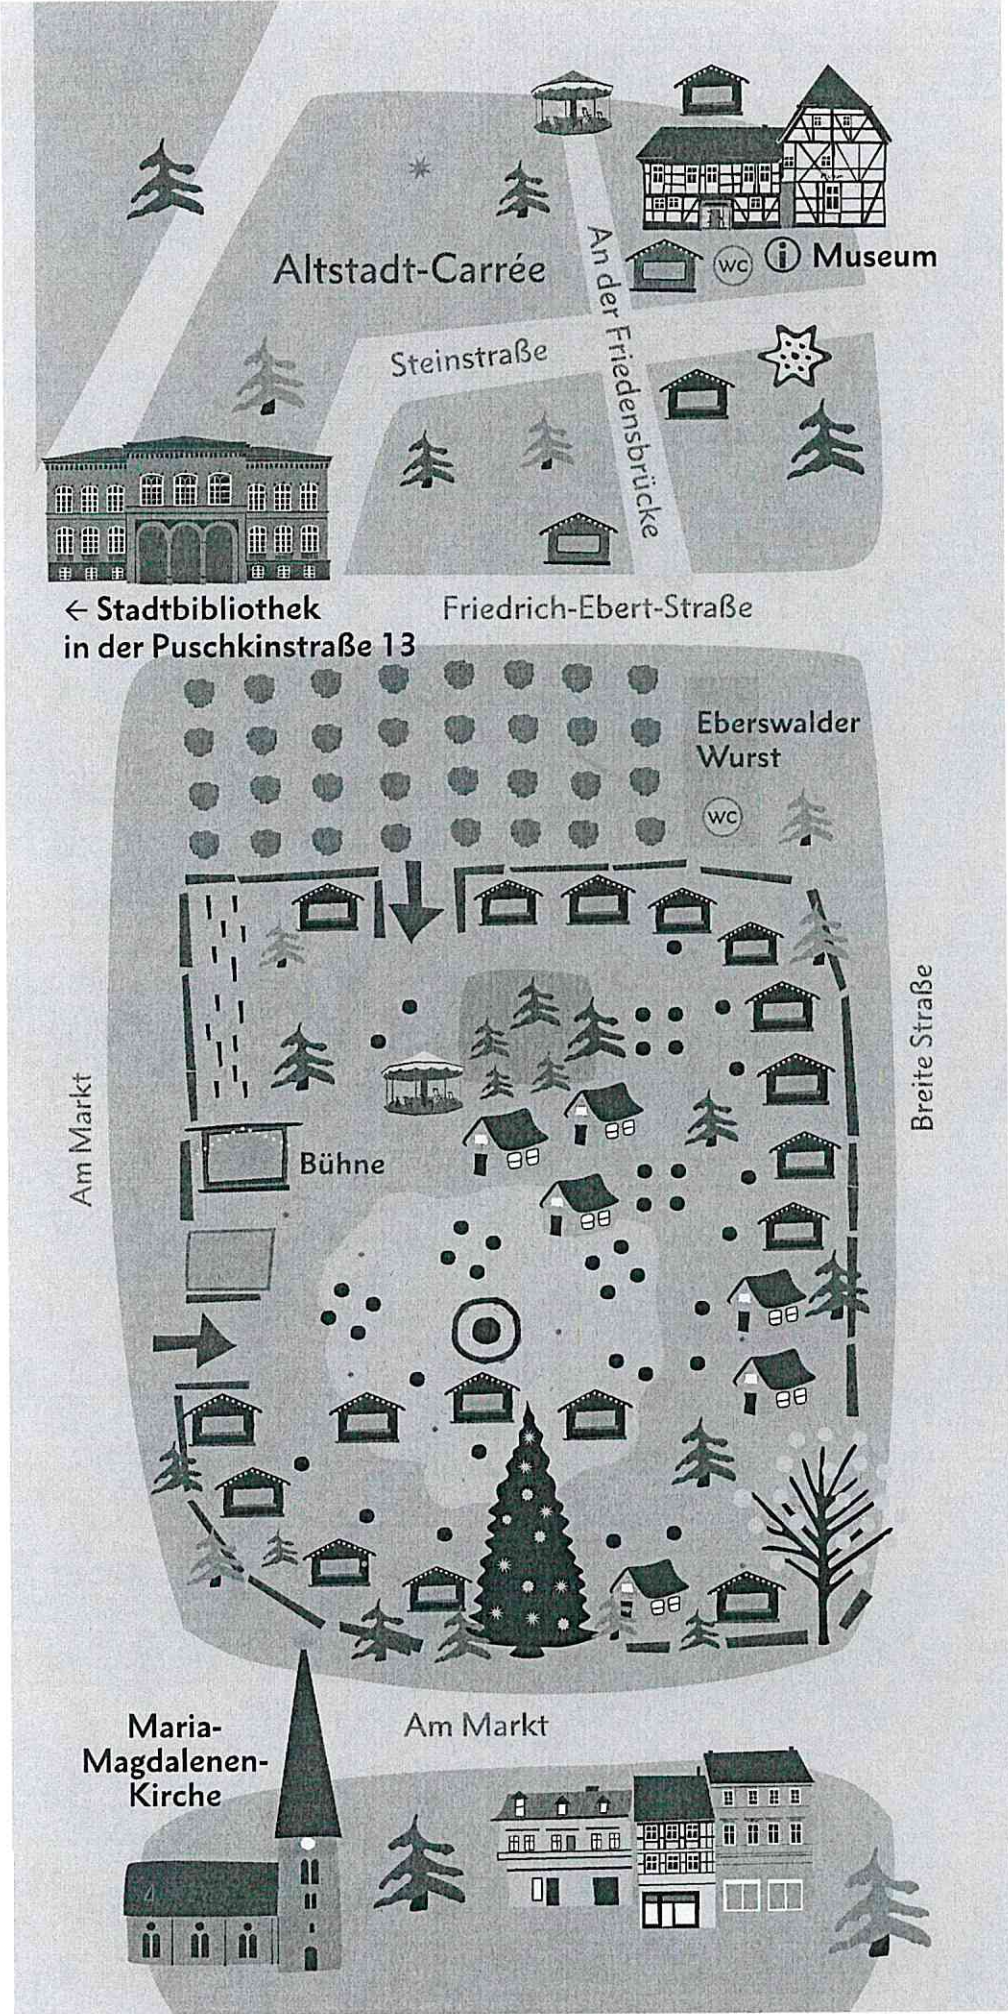 Altstadt-Carrée
An der Friedensbrücke
WC i Museum
Steinstraße
← Stadtbibliothek
in der Puschkinstraße 13
Friedrich-Ebert-Straße
Eberswalder
Wurst
WC
Am Markt
Breite Straße
Bühne
Maria-
Magdalenen-
Kirche
Am Markt